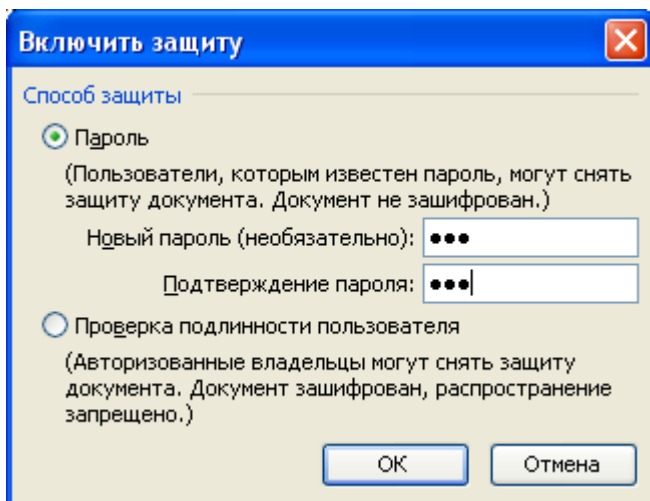 Включить защиту
Способ защиты
Пароль
(Пользователи, которым известен пароль, могут снять
защиту документа. Документ не зашифрован.)
Новый пароль (необязательно): ●●●
Подтверждение пароля: ●●●
Проверка подлинности пользователя
(Авторизованные владельцы могут снять защиту
документа. Документ зашифрован, распространение
запрещено.)
ОК Отмена